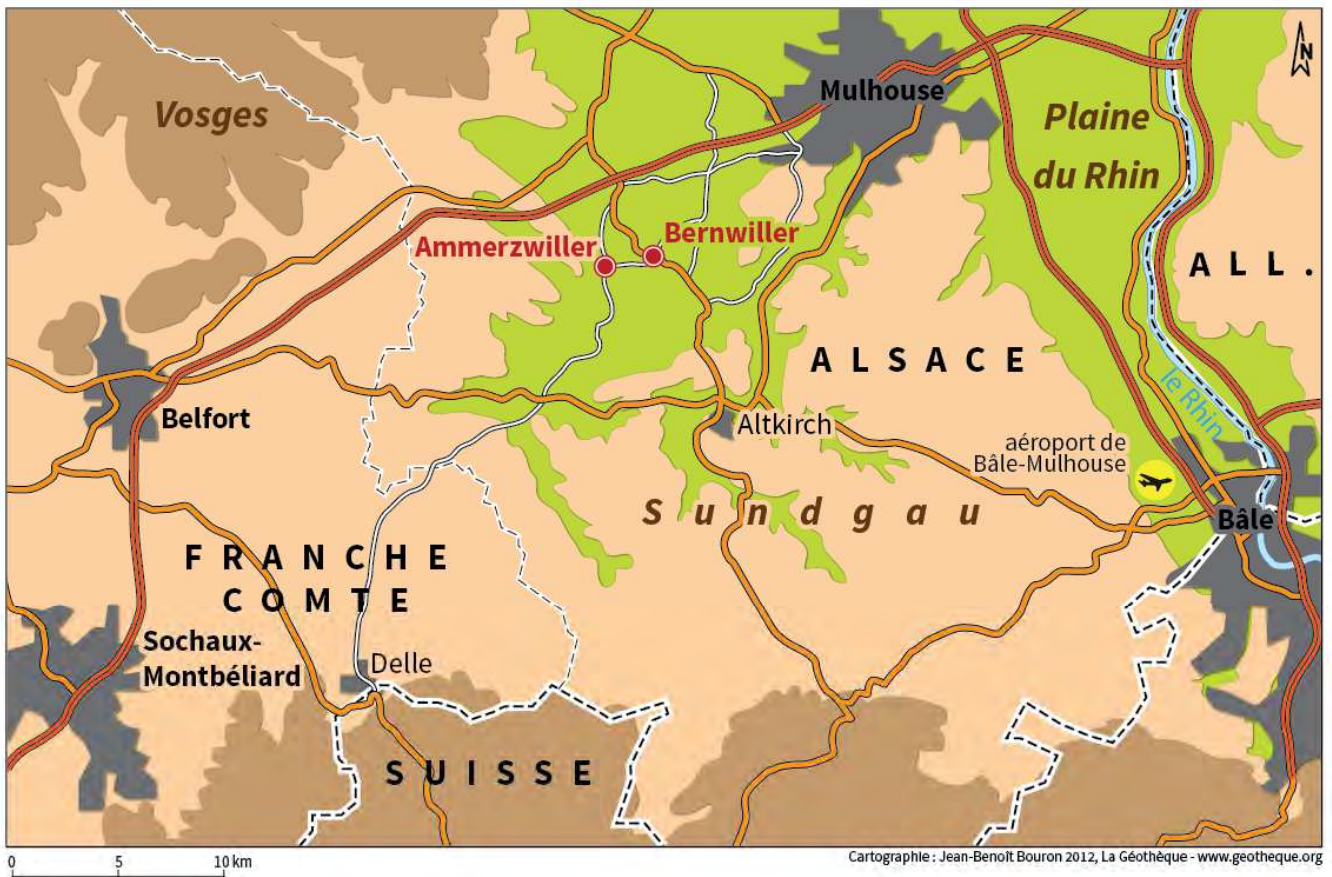 N
Vosges
Mulhouse
Plaine
du Rhin
Ammerzwiller
Bernwiller
ALL.
ALSACE
le Rhin
Belfort
Altkirch
aéroport de
Bâle-Mulhouse
Sundgau
Bâle
FRANCHE
COMTE
Sochaux-
Montbéliard
Delle
SUISSE
0 5 10 km
Cartographie : Jean-Benoît Bouron 2012, La Géothèque - www.geotheque.org